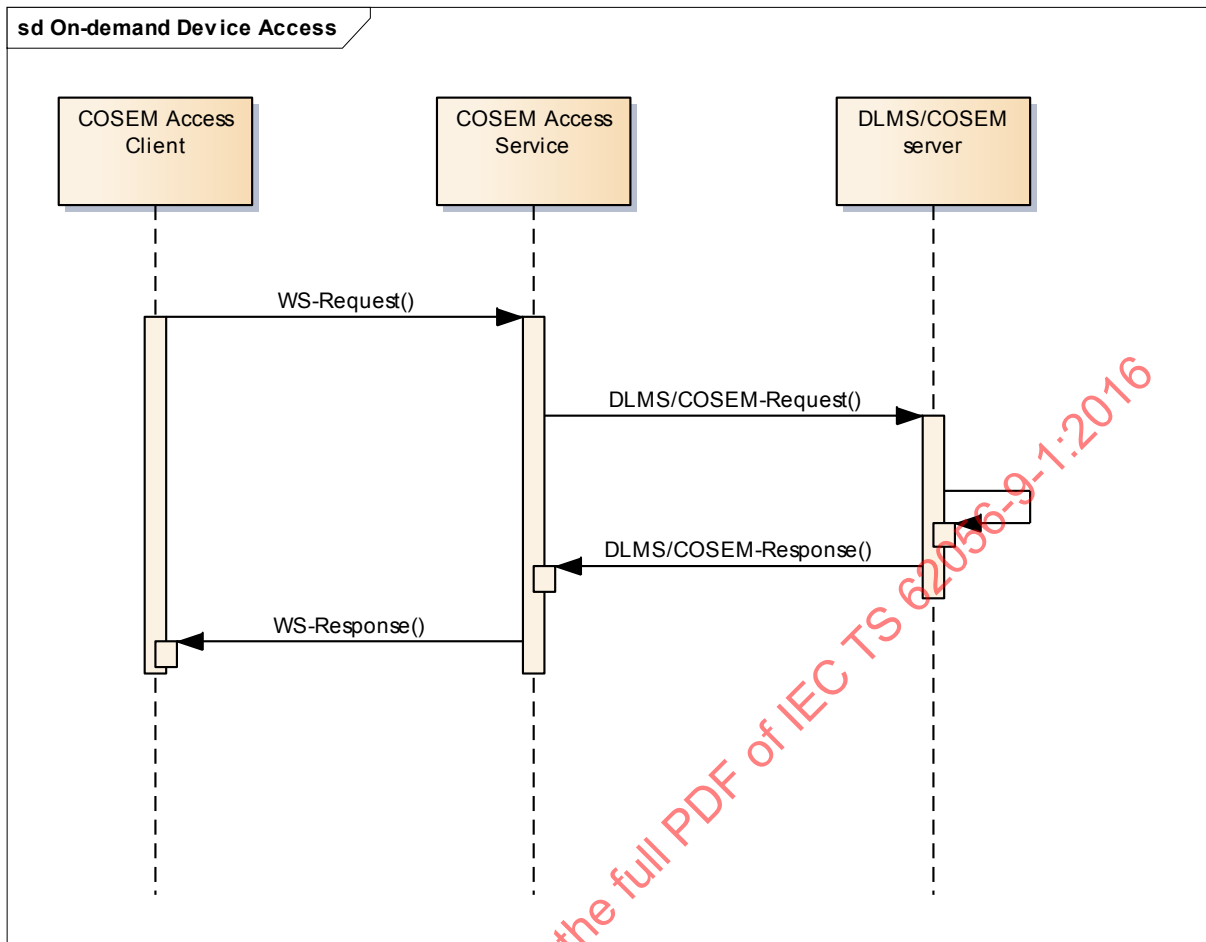 sd On-demand Device Access
COSEM Access
Client
COSEM Access
Service
DLMS/COSEM
server
WS-Request()
DLMS/COSEM-Request()
DLMS/COSEM-Response()
WS-Response()
the full PDF of IEC TS 62056-9-1:2016